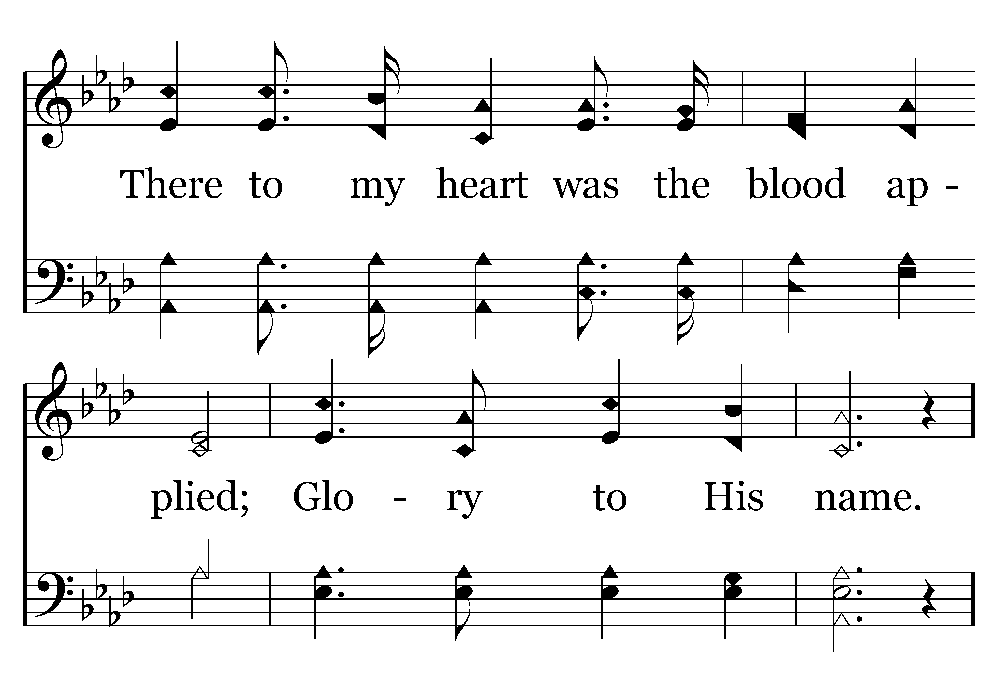 There to my heart was the blood ap -
plied; Glo - ry to His name.